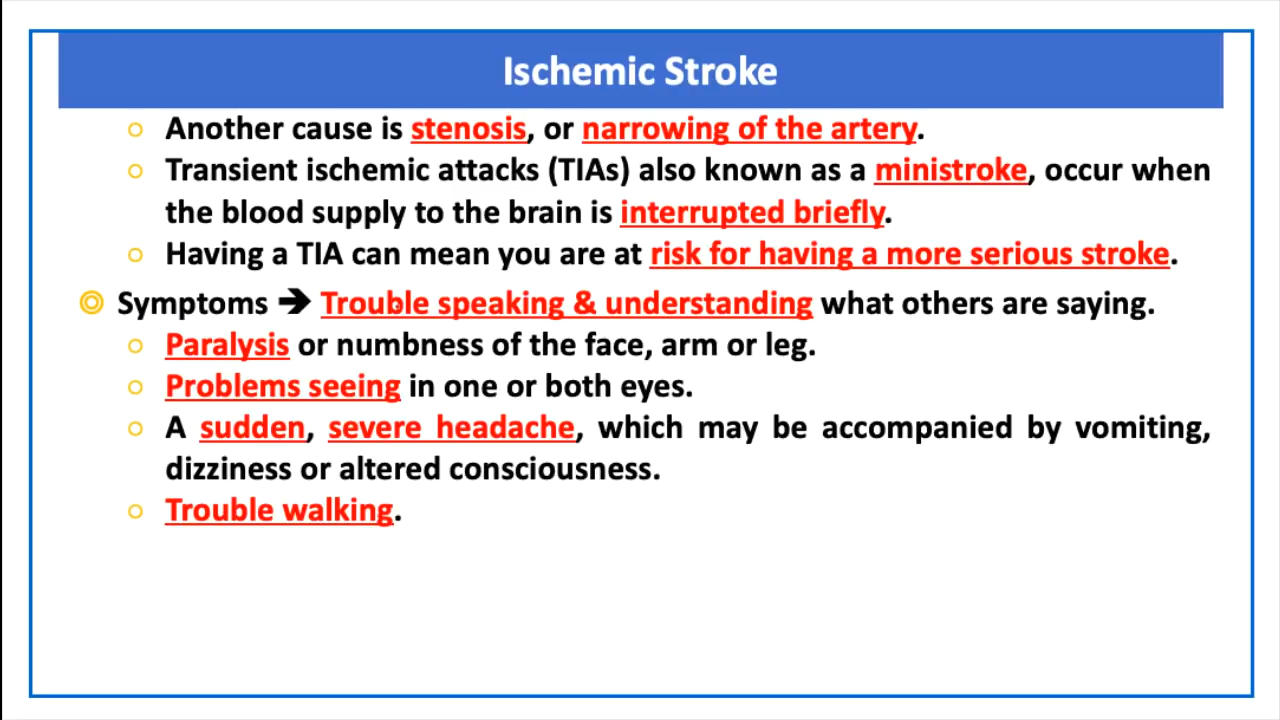 Ischemic Stroke
Another cause is stenosis, or narrowing of the artery.
Transient ischemic attacks (TIAs) also known as a ministroke, occur when
the blood supply to the brain is interrupted briefly.
Having a TIA can mean you are at risk for having a more serious stroke.
Symptoms ➔ Trouble speaking & understanding what others are saying.
Paralysis or numbness of the face, arm or leg.
Problems seeing in one or both eyes.
A sudden, severe headache, which may be accompanied by vomiting,
dizziness or altered consciousness.
Trouble walking.